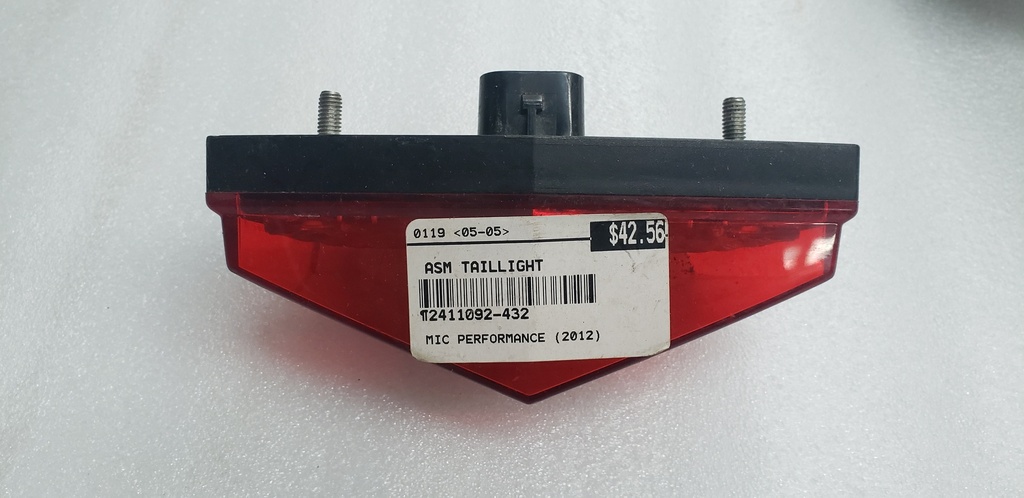 0119 <05-05>
$42.56
ASM TAILLIGHT
¶2411092-432
MIC PERFORMANCE (2012)